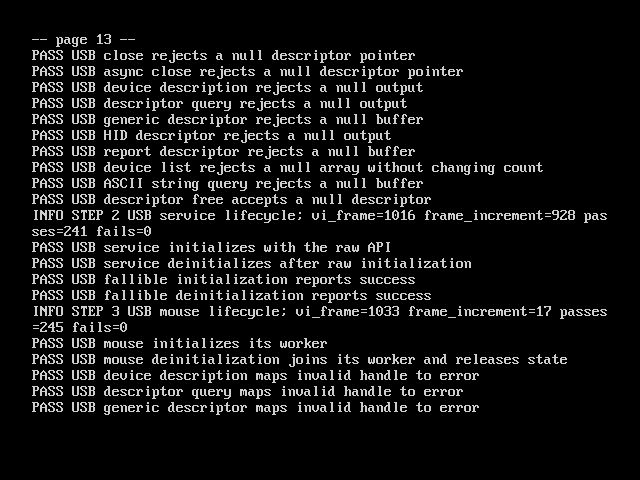 -- page 13 --
PASS USB close rejects a null descriptor pointer
PASS USB async close rejects a null descriptor pointer
PASS USB device description rejects a null output
PASS USB descriptor query rejects a null output
PASS USB generic descriptor rejects a null buffer
PASS USB HID descriptor rejects a null output
PASS USB report descriptor rejects a null buffer
PASS USB device list rejects a null array without changing count
PASS USB ASCII string query rejects a null buffer
PASS USB descriptor free accepts a null descriptor
INFO STEP 2 USB service lifecycle; vi_frame=1016 frame_increment=928 pas
ses=241 fails=0
PASS USB service initializes with the raw API
PASS USB service deinitializes after raw initialization
PASS USB fallible initialization reports success
PASS USB fallible deinitialization reports success
INFO STEP 3 USB mouse lifecycle; vi_frame=1033 frame_increment=17 passes
=245 fails=0
PASS USB mouse initializes its worker
PASS USB mouse deinitialization joins its worker and releases state
PASS USB device description maps invalid handle to error
PASS USB descriptor query maps invalid handle to error
PASS USB generic descriptor maps invalid handle to error